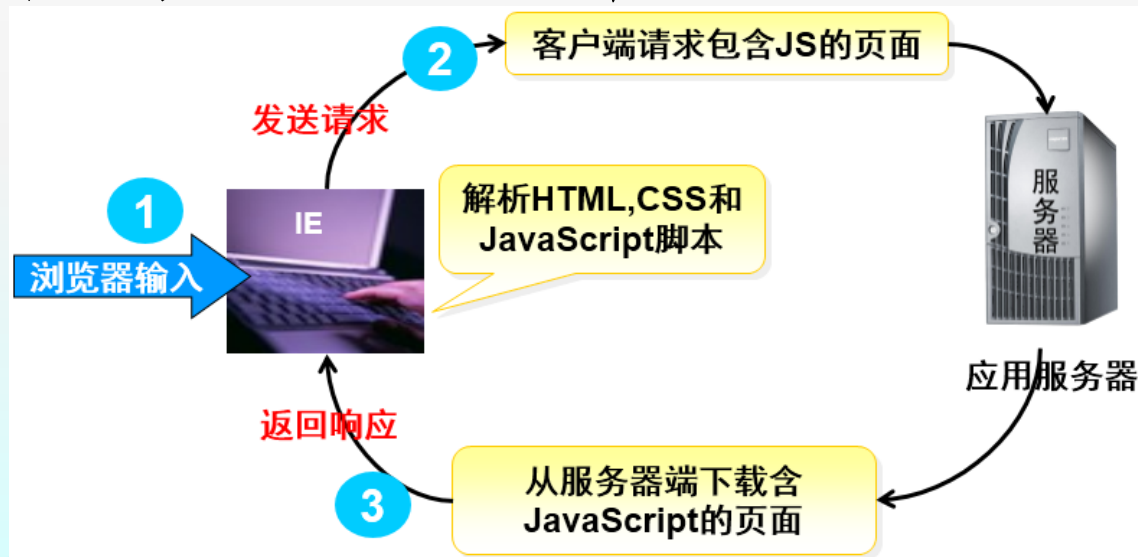 2
客户端请求包含JS的页面
发送请求
1
IE
解析HTML,CSS和
JavaScript脚本
服
务
器
浏览器输入
应用服务器
返回响应
3
从服务器端下载含
JavaScript的页面